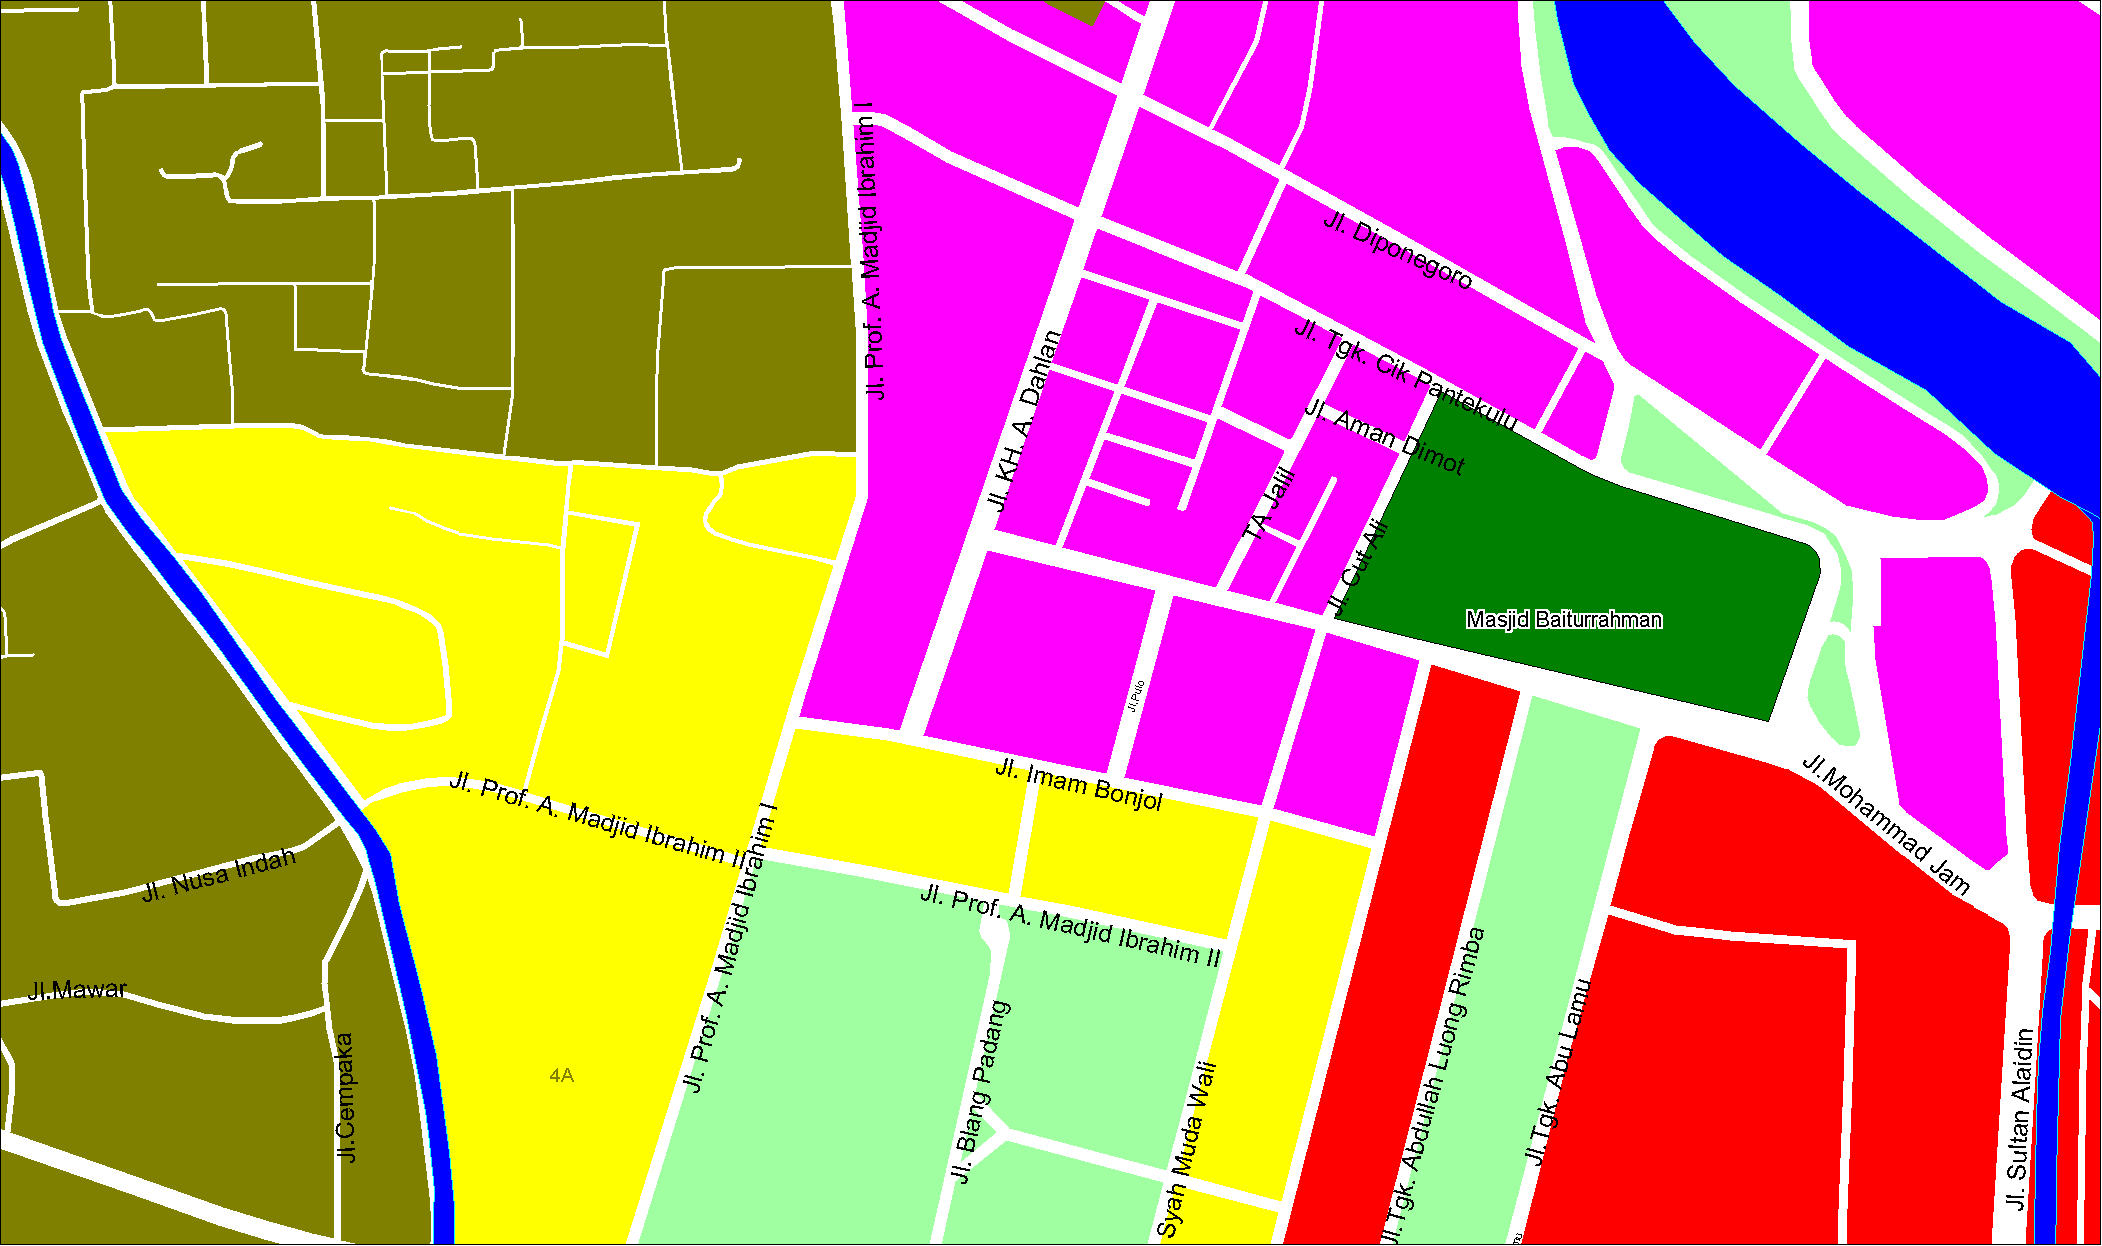 Jl. Prof. A. Madjid Ibrahim I
Jl. Diponegoro
Jl. Tgk. Cik Pantekulu
Jl. KH. A. Dahlan
Jl. Aman Dimot
TA Jalil
Jl. Cut Ali
Masjid Baiturrahman
Jl.Pulo
Jl. Imam Bonjol
Jl.Mohammad Jam
Jl. Prof. A. Madjid Ibrahim II
Jl. Prof. A. Madjid Ibrahim I
Jl. Nusa Indah
Jl. Prof. A. Madjid Ibrahim II
Jl.Mawar
Jl.Cempaka
4A
Jl. Blang Padang
Syah Muda Wali
Jl.Tgk. Abdullah Luong Rimba
Jl.Tgk. Abu Lamu
Jl. Sultan Alaidin